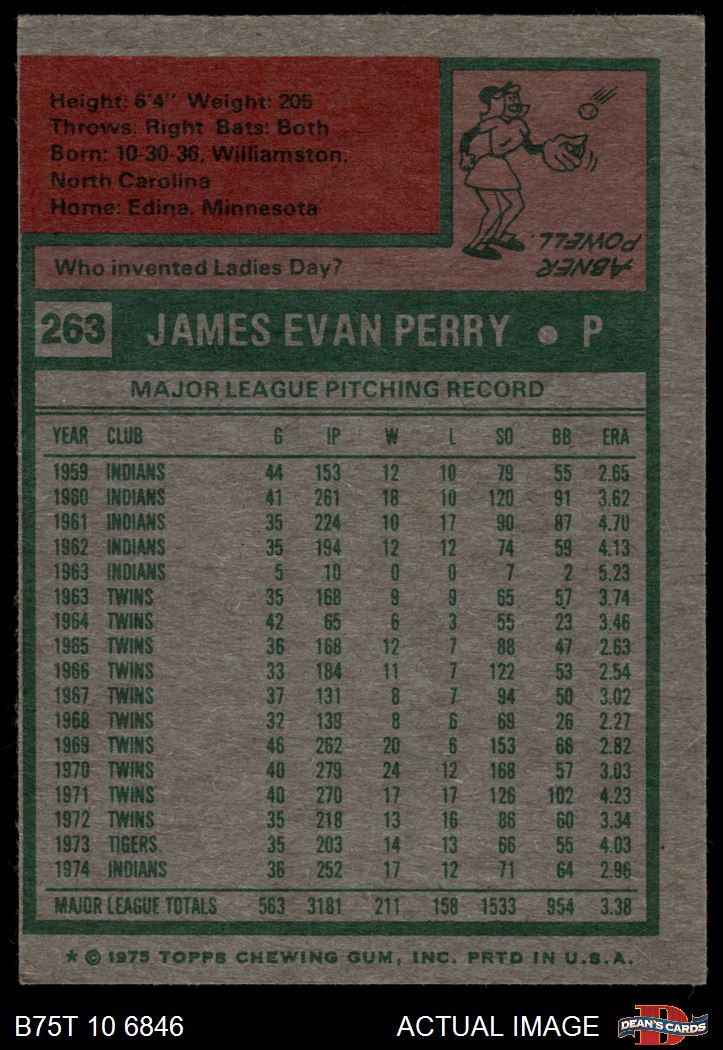 Height: 6'4" Weight: 205
Throws: Right Bats: Both
Born: 10-30-36, Williamston,
North Carolina
Home: Edina, Minnesota
Who invented Ladies Day?
ABNER
POWELL.
263 JAMES EVAN PERRY • P
MAJOR LEAGUE PITCHING RECORD
YEAR CLUB G IP W L SO BB ERA
1959 INDIANS 44 153 12 10 79 55 2.65
1960 INDIANS 41 261 18 10 120 91 3.62
1961 INDIANS 35 224 10 17 90 87 4.70
1962 INDIANS 35 194 12 12 74 59 4.13
1963 INDIANS 5 10 0 0 7 2 5.23
1963 TWINS 35 168 9 9 65 57 3.74
1964 TWINS 42 65 6 3 55 23 3.46
1965 TWINS 36 168 12 7 88 47 2.63
1966 TWINS 33 184 11 7 122 53 2.54
1967 TWINS 37 131 8 7 94 50 3.02
1968 TWINS 32 139 8 6 69 26 2.27
1969 TWINS 46 262 20 6 153 66 2.82
1970 TWINS 40 279 24 12 168 57 3.03
1971 TWINS 40 270 17 17 126 102 4.23
1972 TWINS 35 218 13 16 86 60 3.34
1973 TIGERS 35 203 14 13 66 55 4.03
1974 INDIANS 36 252 17 12 71 64 2.96
MAJOR LEAGUE TOTALS 563 3181 211 158 1533 954 3.38
* © 1975 TOPPS CHEWING GUM, INC. PRTD IN U.S.A.
B75T 10 6846 ACTUAL IMAGE
D
DEAN'S CARDS